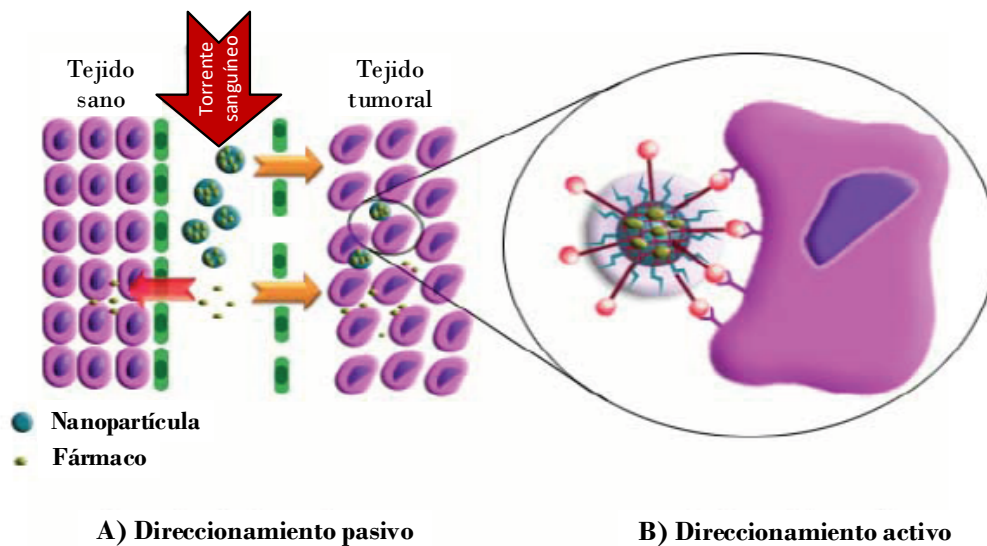 Torrente
sanguíneo
Tejido
sano
Tejido
tumoral
Nanopartícula
Fármaco
A) Direccionamiento pasivo
B) Direccionamiento activo